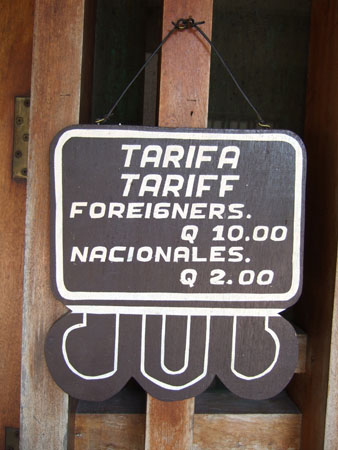 TARIFA
TARIFF
FOREIGNERS.
Q 10.00
NACIONALES.
Q 2.00